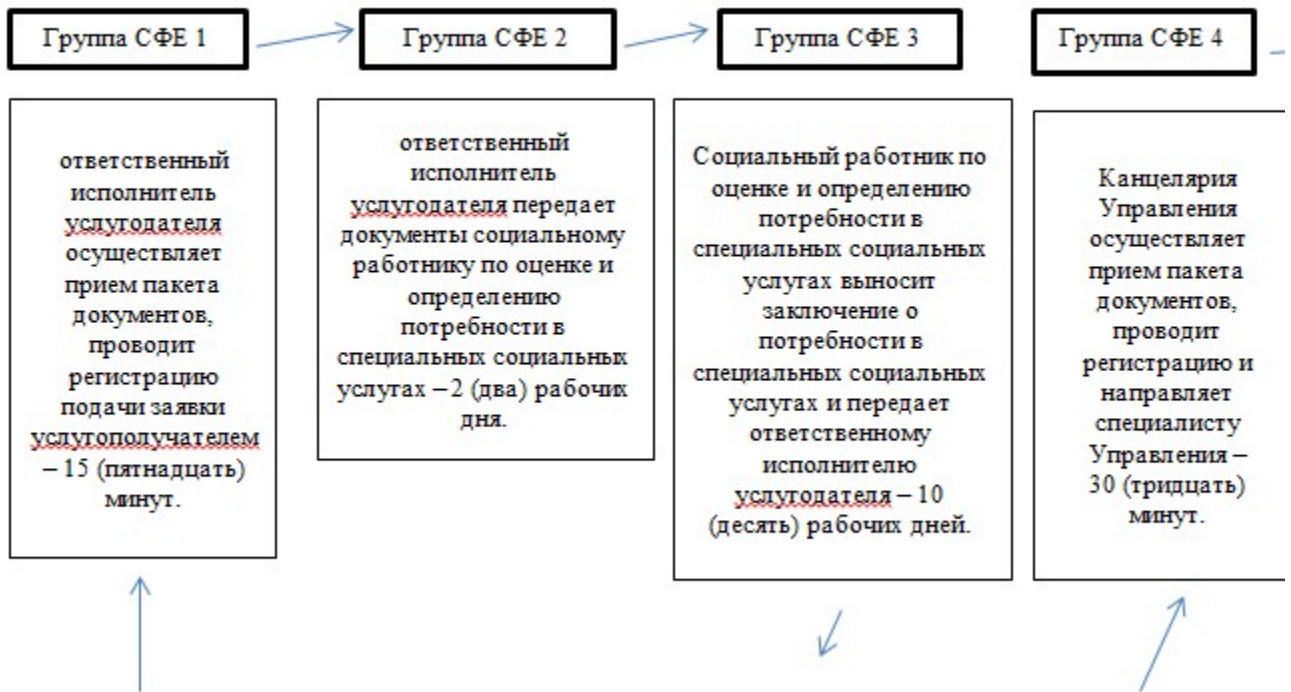 Группа СФЕ 1
Группа СФЕ 2
Группа СФЕ 3
Группа СФЕ 4
ответственный
исполнитель
услугодателя
осуществляет
прием пакета
документов,
проводит
регистрацию
подачи заявки
услугополучателем
– 15 (пятнадцать)
минут.
ответственный
исполнитель
услугодателя передает
документы социальному
работнику по оценке и
определению
потребности в
специальных социальных
услугах – 2 (два) рабочих
дня.
Социальный работник по
оценке и определению
потребности в
специальных социальных
услугах выносит
заключение о
потребности в
специальных социальных
услугах и передает
ответственному
исполнителю
услугодателя – 10
(десять) рабочих дней.
Канцелярия
Управления
осуществляет
прием пакета
документов,
проводит
регистрацию и
направляет
специалисту
Управления –
30 (тридцать)
минут.